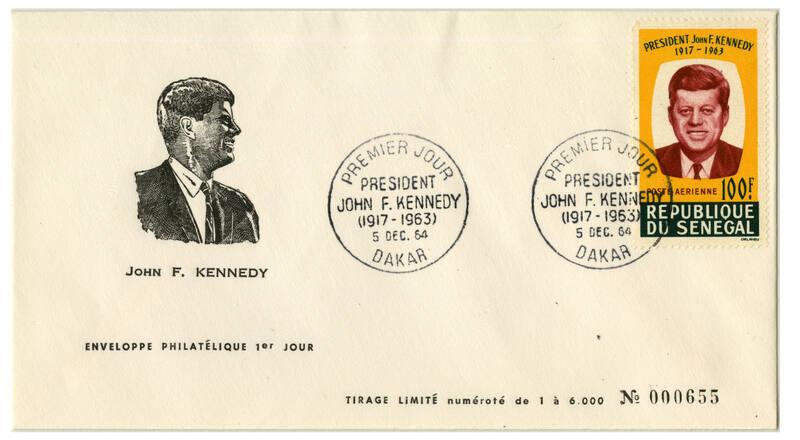 PRESIDENT JOHN F. KENNEDY
1917 - 1963
POSTE AERIENNE 100F
REPUBLIQUE
DU SENEGAL
PREMIER JOUR
PRESIDENT
JOHN F. KENNEDY
(1917-1963)
5 DEC. 64
DAKAR
PREMIER JOUR
PRESIDENT
JOHN F. KENNEDY
(1917-1963)
5 DEC. 64
DAKAR
JOHN F. KENNEDY
ENVELOPPE PHILATÉLIQUE 1er JOUR
TIRAGE LIMITÉ numéroté de 1 à 6.000 № 000655